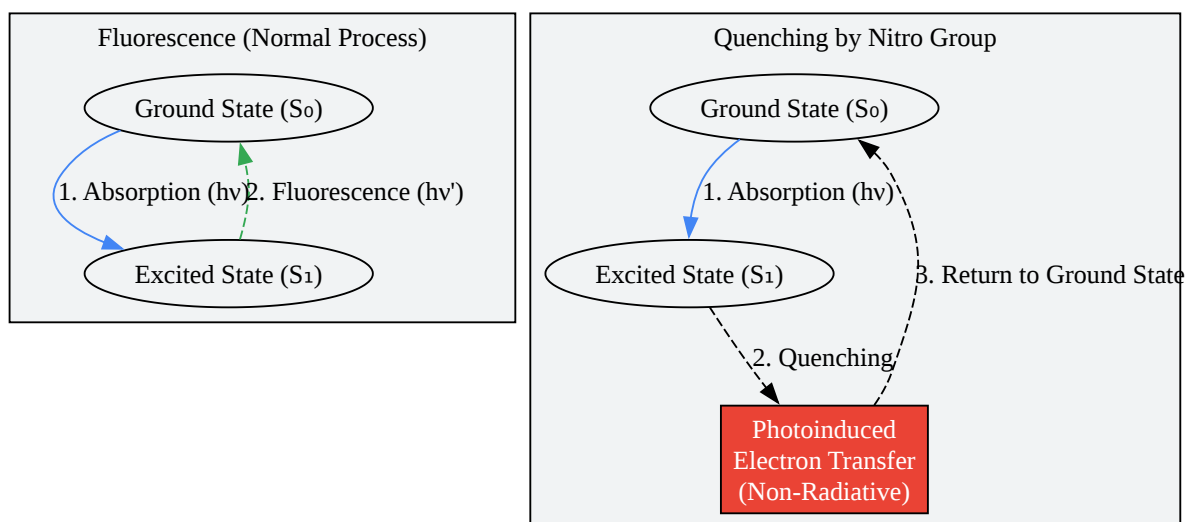 Fluorescence (Normal Process)
Ground State (S₀)
1. Absorption (hν)
2. Fluorescence (hν')
Excited State (S₁)
Quenching by Nitro Group
Ground State (S₀)
1. Absorption (hν)
Excited State (S₁)
3. Return to Ground State
2. Quenching
Photoinduced
Electron Transfer
(Non-Radiative)